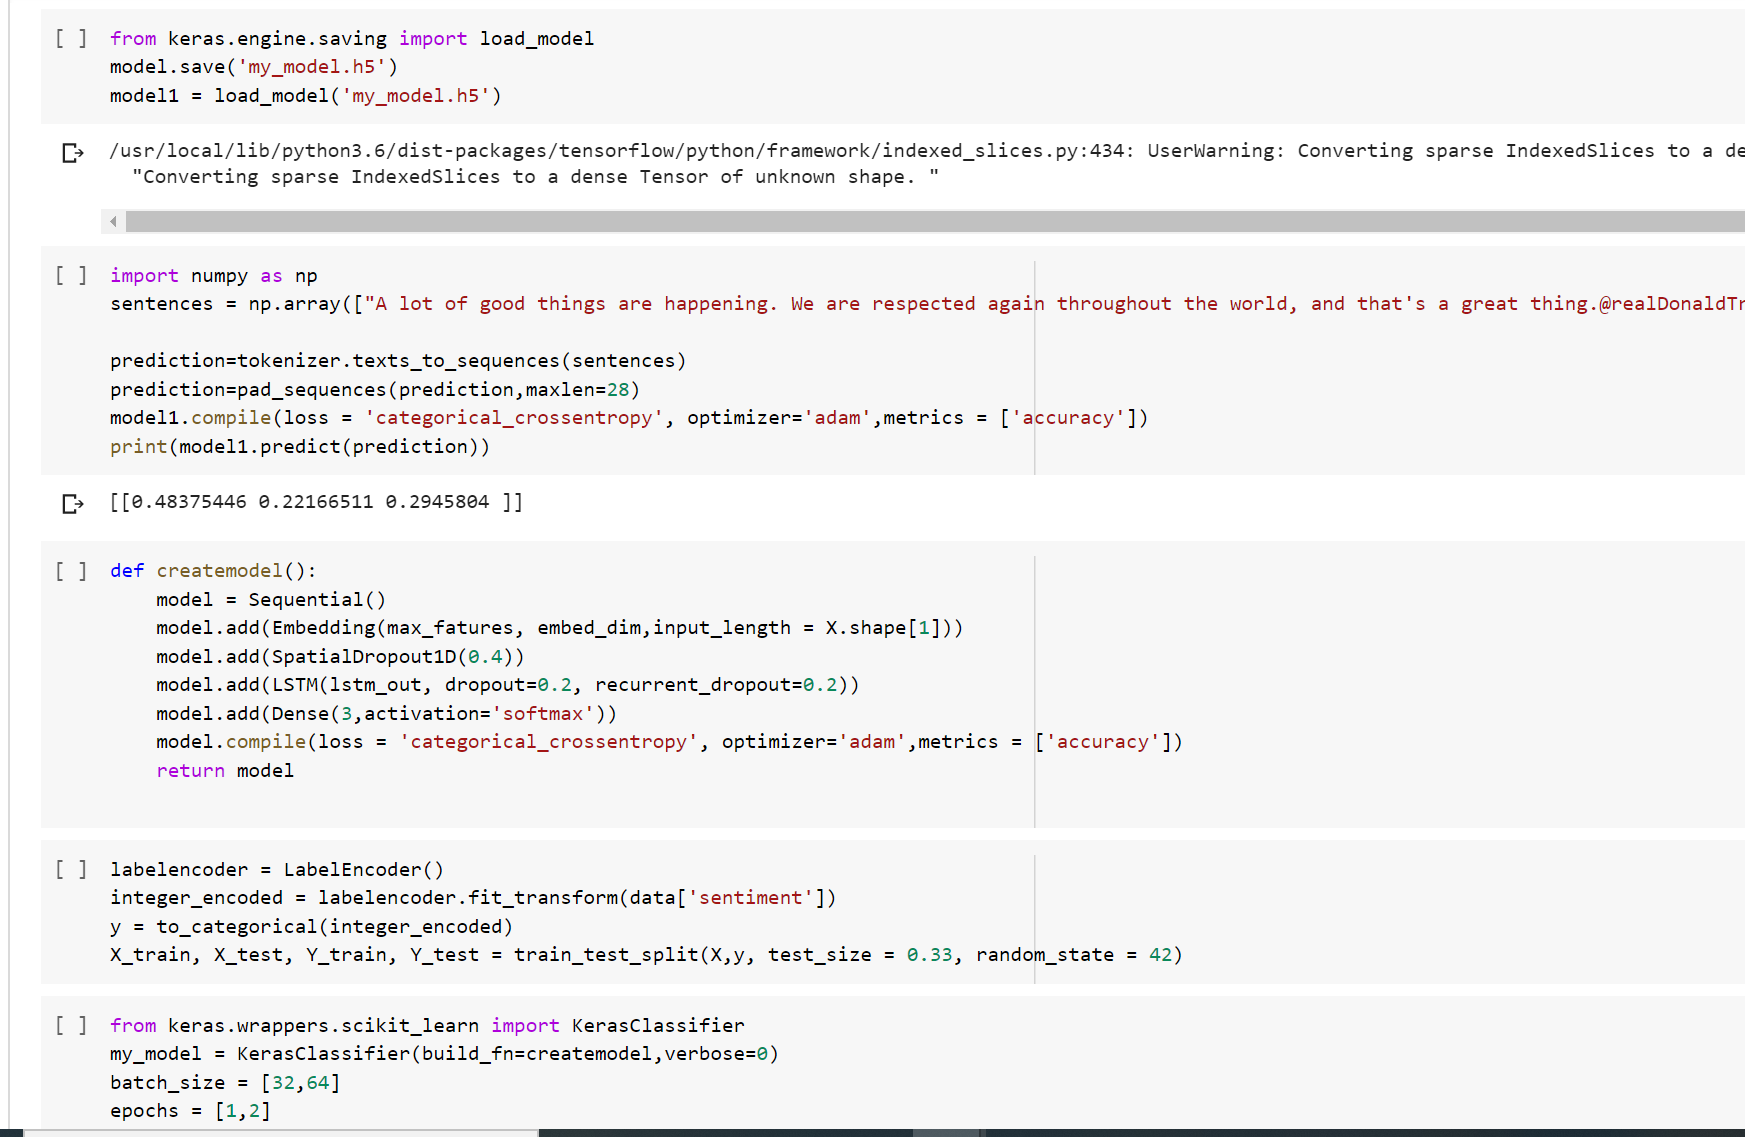 [ ] from keras.engine.saving import load_model
model.save('my_model.h5')
model1 = load_model('my_model.h5')
/usr/local/lib/python3.6/dist-packages/tensorflow/python/framework/indexed_slices.py:434: UserWarning: Converting sparse IndexedSlices to a de
"Converting sparse IndexedSlices to a dense Tensor of unknown shape. "
[ ] import numpy as np
sentences = np.array(["A lot of good things are happening. We are respected again throughout the world, and that's a great thing.@realDonaldTr
prediction=tokenizer.texts_to_sequences(sentences)
prediction=pad_sequences(prediction,maxlen=28)
model1.compile(loss = 'categorical_crossentropy', optimizer='adam',metrics = ['accuracy'])
print(model1.predict(prediction))
[[0.48375446 0.22166511 0.2945804 ]]
[ ] def createmodel():
    model = Sequential()
    model.add(Embedding(max_fatures, embed_dim,input_length = X.shape[1]))
    model.add(SpatialDropout1D(0.4))
    model.add(LSTM(lstm_out, dropout=0.2, recurrent_dropout=0.2))
    model.add(Dense(3,activation='softmax'))
    model.compile(loss = 'categorical_crossentropy', optimizer='adam',metrics = ['accuracy'])
    return model
[ ] labelencoder = LabelEncoder()
integer_encoded = labelencoder.fit_transform(data['sentiment'])
y = to_categorical(integer_encoded)
X_train, X_test, Y_train, Y_test = train_test_split(X,y, test_size = 0.33, random_state = 42)
[ ] from keras.wrappers.scikit_learn import KerasClassifier
my_model = KerasClassifier(build_fn=createmodel,verbose=0)
batch_size = [32,64]
epochs = [1,2]